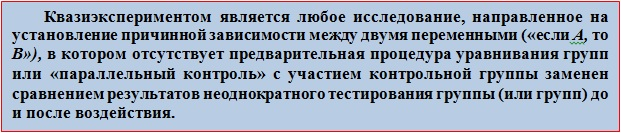 Квазиэкспериментом является любое исследование, направленное на
установление причинной зависимости между двумя переменными («если А, то
В»), в котором отсутствует предварительная процедура уравнивания групп
или «параллельный контроль» с участием контрольной группы заменен
сравнением результатов неоднократного тестирования группы (или групп) до
и после воздействия.